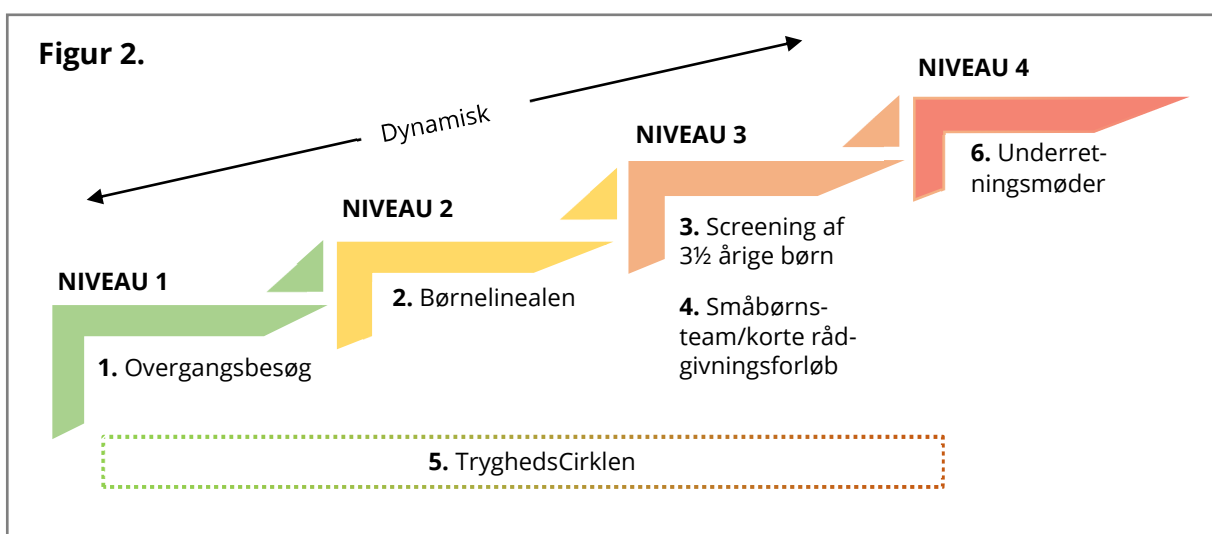 Figur 2.
Dynamisk
NIVEAU 1
1. Overgangsbesøg
NIVEAU 2
2. Børnelinealen
NIVEAU 3
3. Screening af
3½ årige børn
4. Småbørns-
team/korte råd-
givningsforløb
NIVEAU 4
6. Underret-
ningsmøder
5. TryghedsCirklen